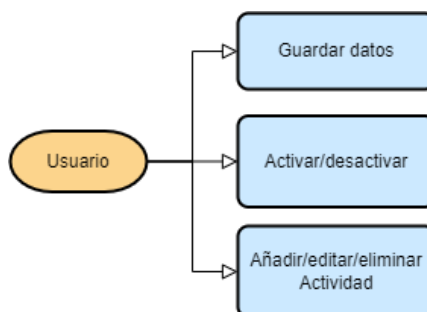 Guardar datos
Usuario
Activar/desactivar
Añadir/editar/eliminar
Actividad